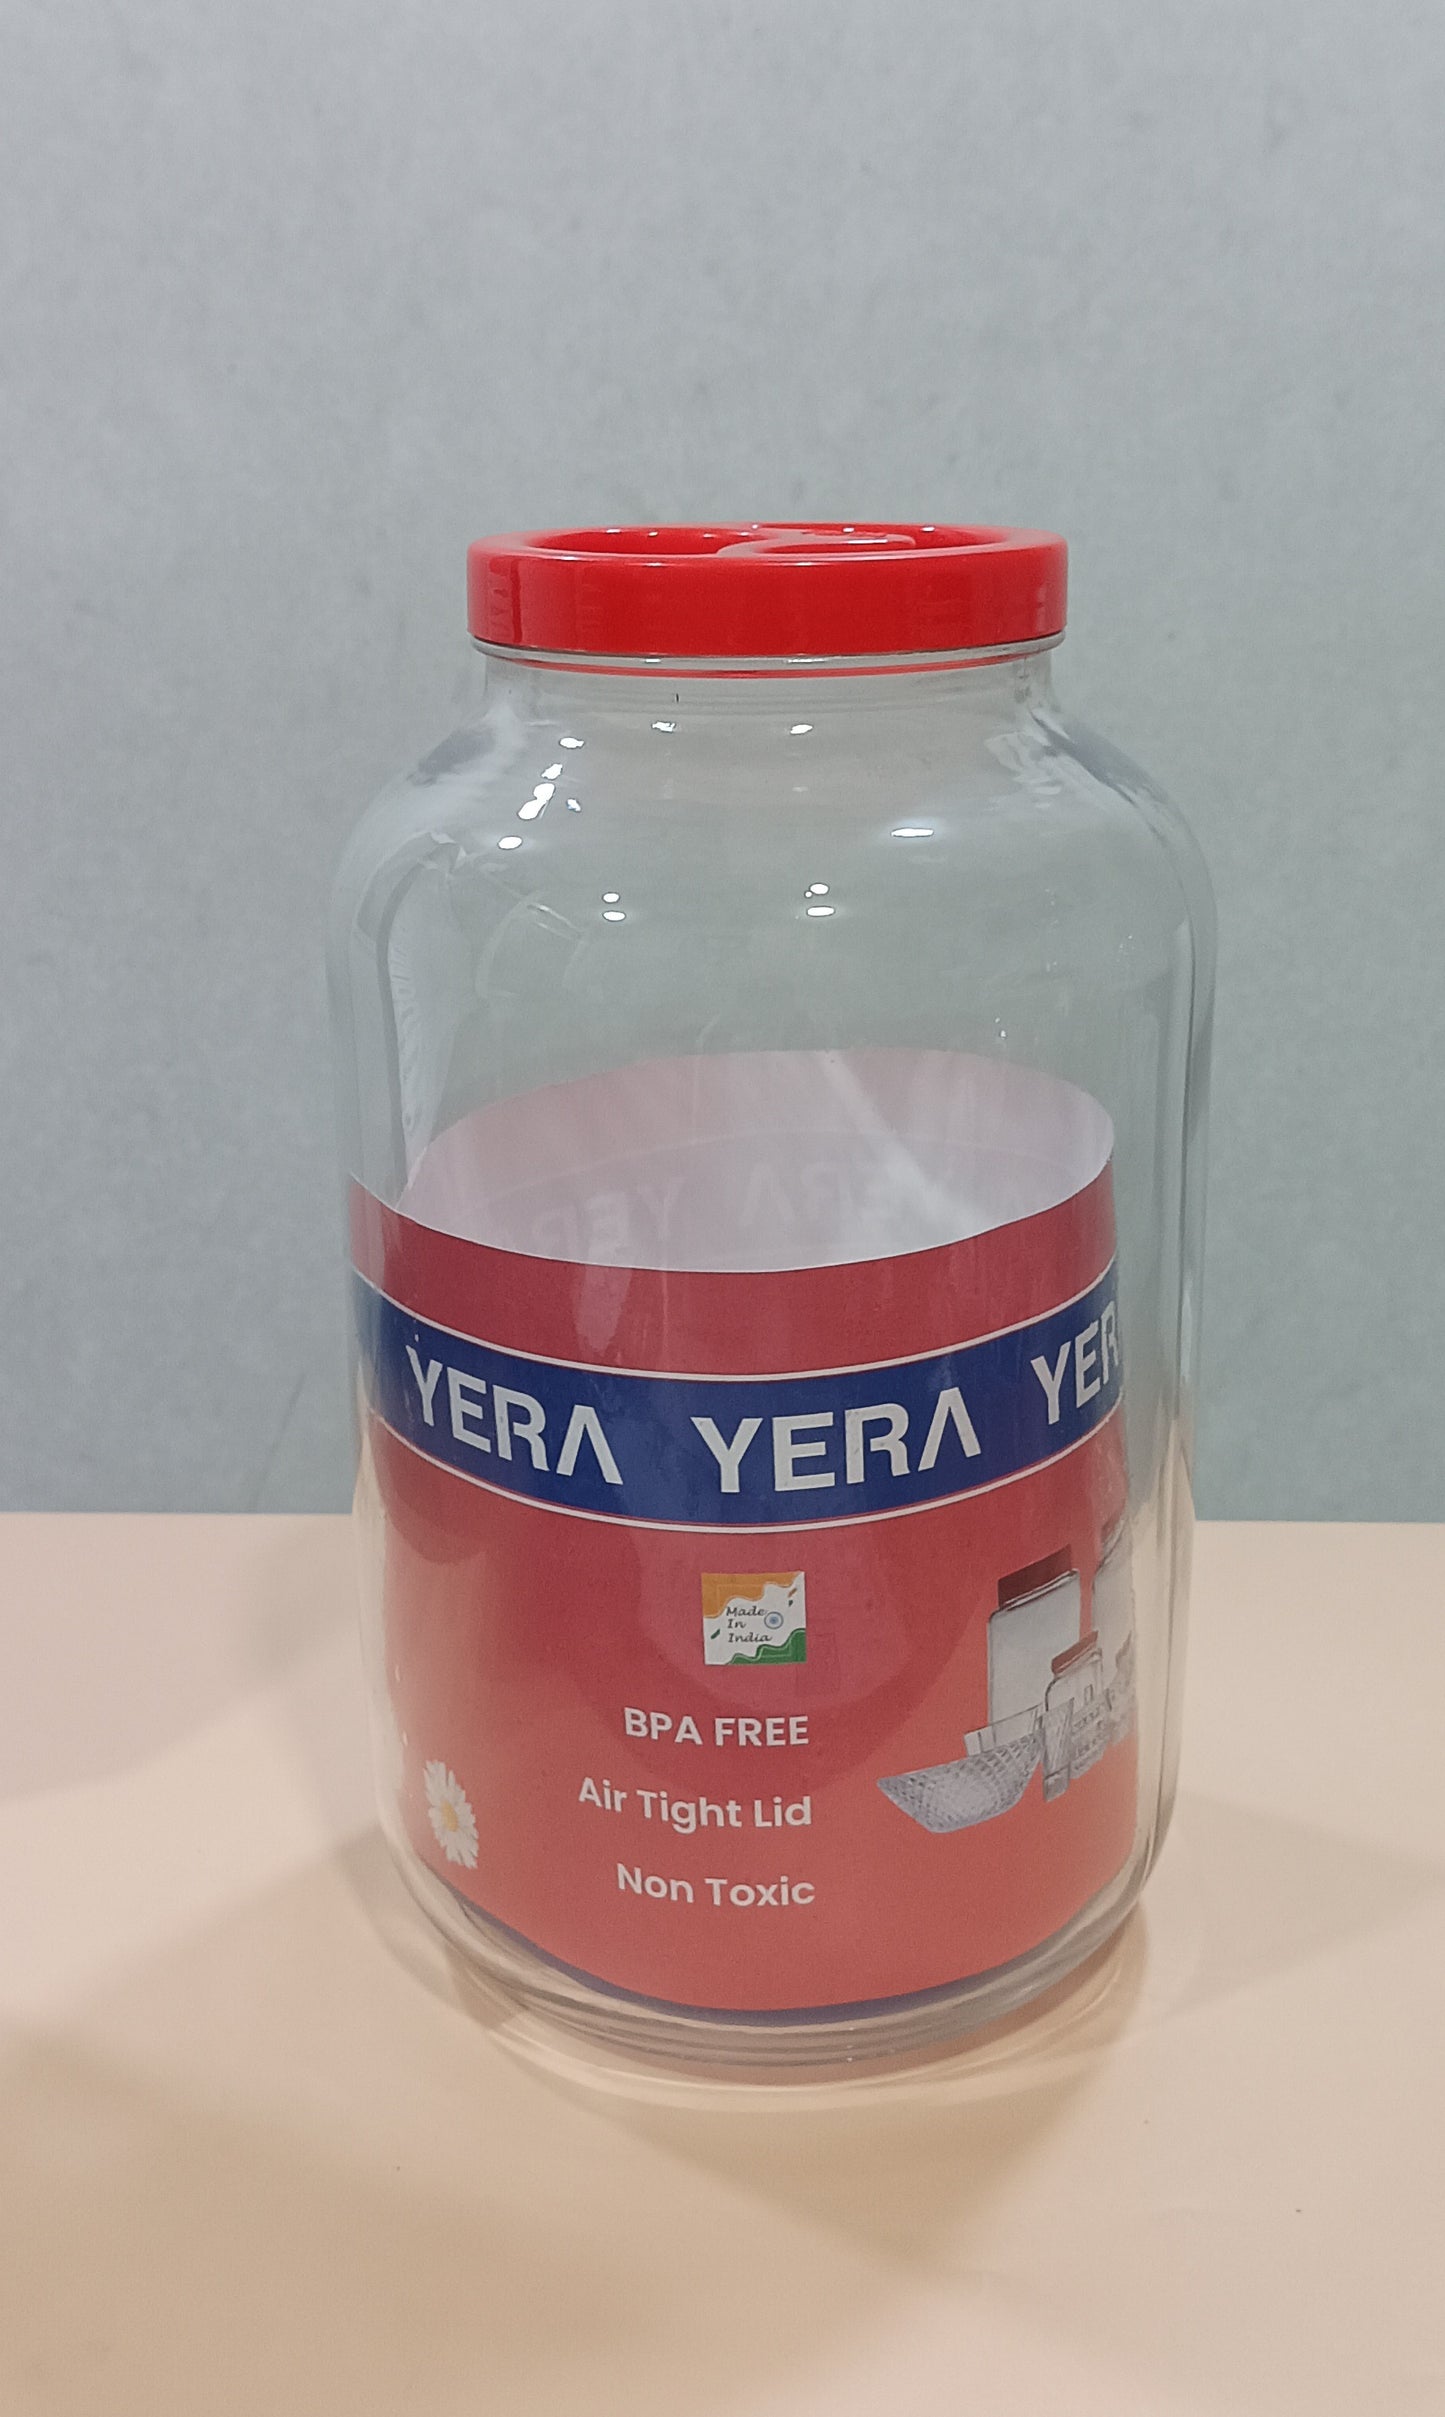 YERA YERA YER
Made
In
India
BPA FREE
Air Tight Lid
Non Toxic